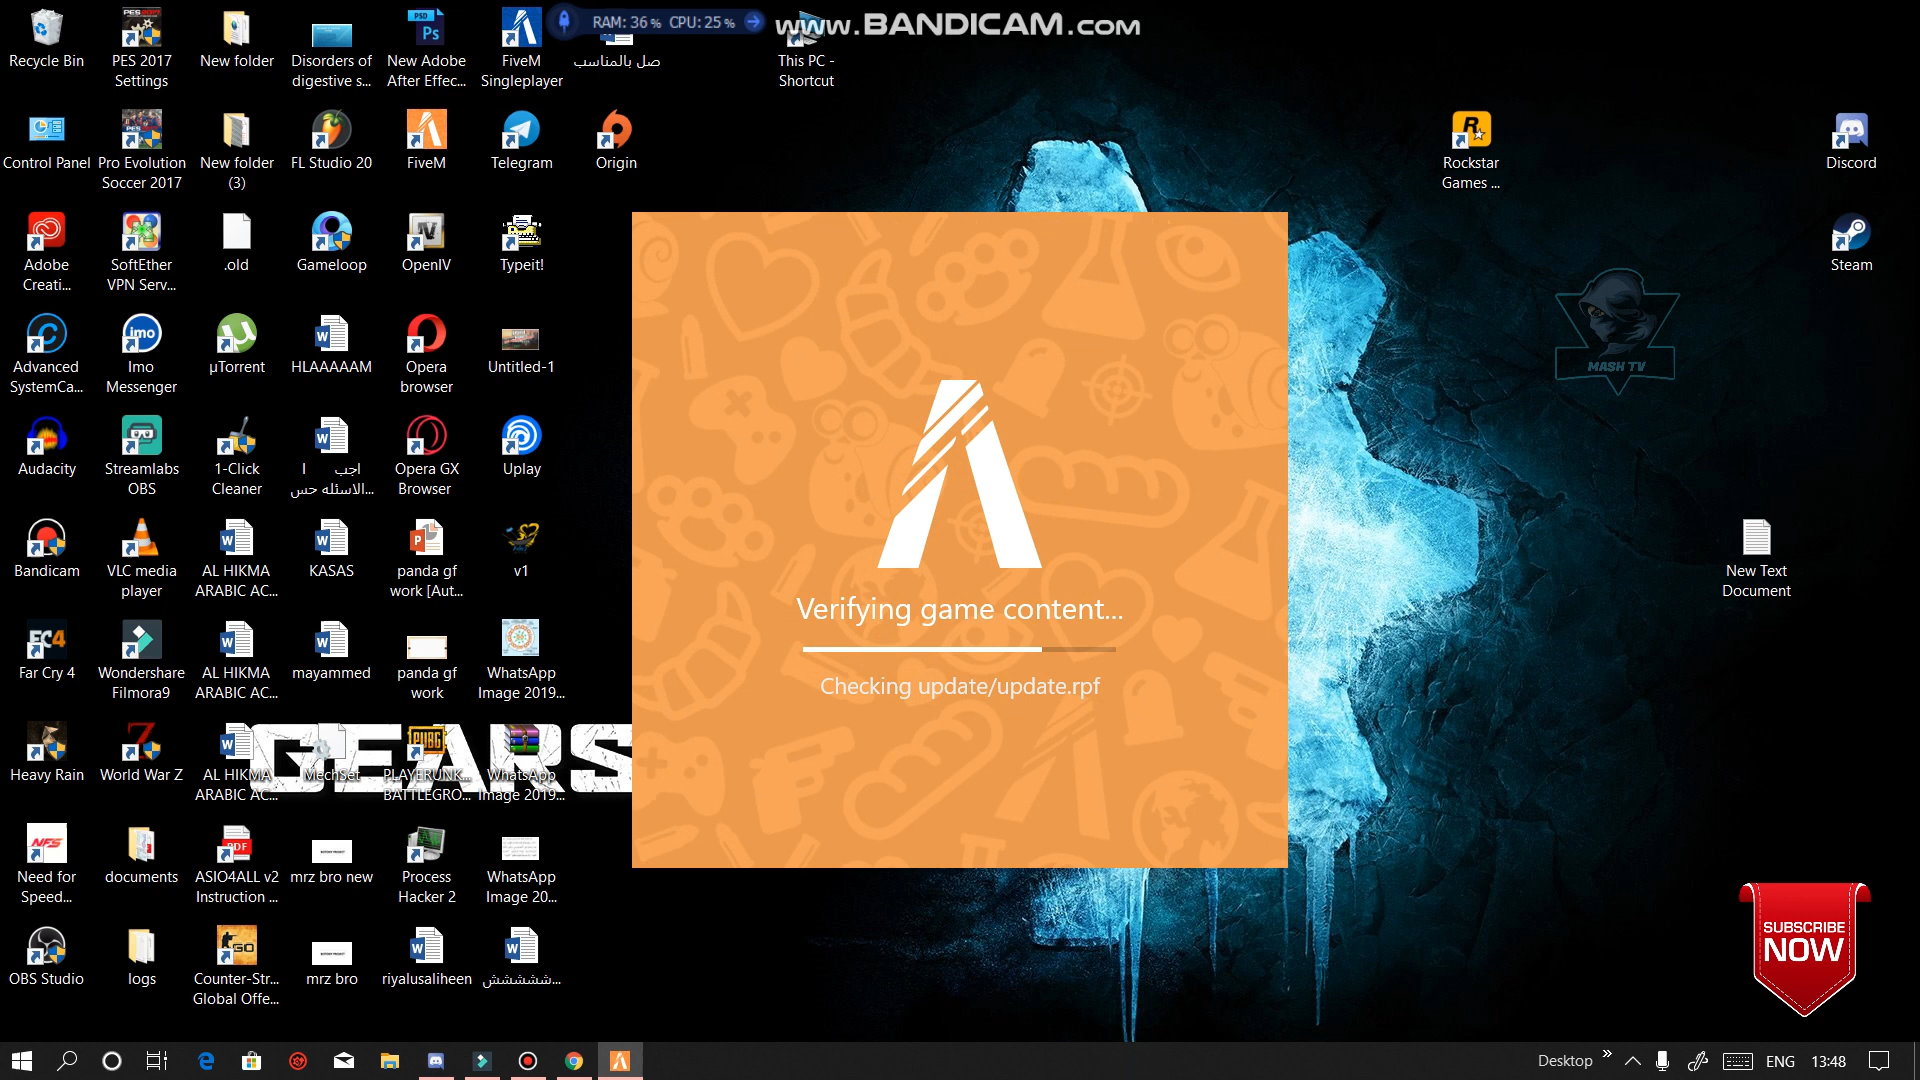 RAM: 36 % CPU: 25 %
www.BANDICAM.com
Recycle Bin
PES 2017
Settings
New folder
Disorders of
digestive s...
New Adobe
After Effec...
FiveM
Singleplayer
صل بالمناسب
This PC -
Shortcut
Control Panel
Pro Evolution
Soccer 2017
New folder
(3)
FL Studio 20
FiveM
Telegram
Origin
Rockstar
Games ...
Discord
Adobe
Creati...
SoftEther
VPN Serv...
.old
Gameloop
OpenIV
Typeit!
Steam
Advanced
SystemCa...
Imo
Messenger
µTorrent
HLAAAAAM
Opera
browser
Untitled-1
MASH TV
Audacity
Streamlabs
OBS
1-Click
Cleaner
اجب ا
الاسئله حس...
Opera GX
Browser
Uplay
Bandicam
VLC media
player
AL HIKMA
ARABIC AC...
KASAS
panda gf
work [Aut...
v1
New Text
Document
Verifying game content...
Checking update/update.rpf
Far Cry 4
Wondershare
Filmora9
AL HIKMA
ARABIC AC...
mayammed
panda gf
work
WhatsApp
Image 2019...
GEARS
Heavy Rain
World War Z
AL HIKMA
ARABIC AC...
MechSet
PLAYERUNK...
BATTLEGRO...
WhatsApp
Image 2019...
Need for
Speed...
documents
ASIO4ALL v2
Instruction ...
mrz bro new
Process
Hacker 2
WhatsApp
Image 20...
OBS Studio
logs
Counter-Str...
Global Offe...
mrz bro
riyalusaliheen
شششششش...
SUBSCRIBE
NOW
Desktop
ENG
13:48